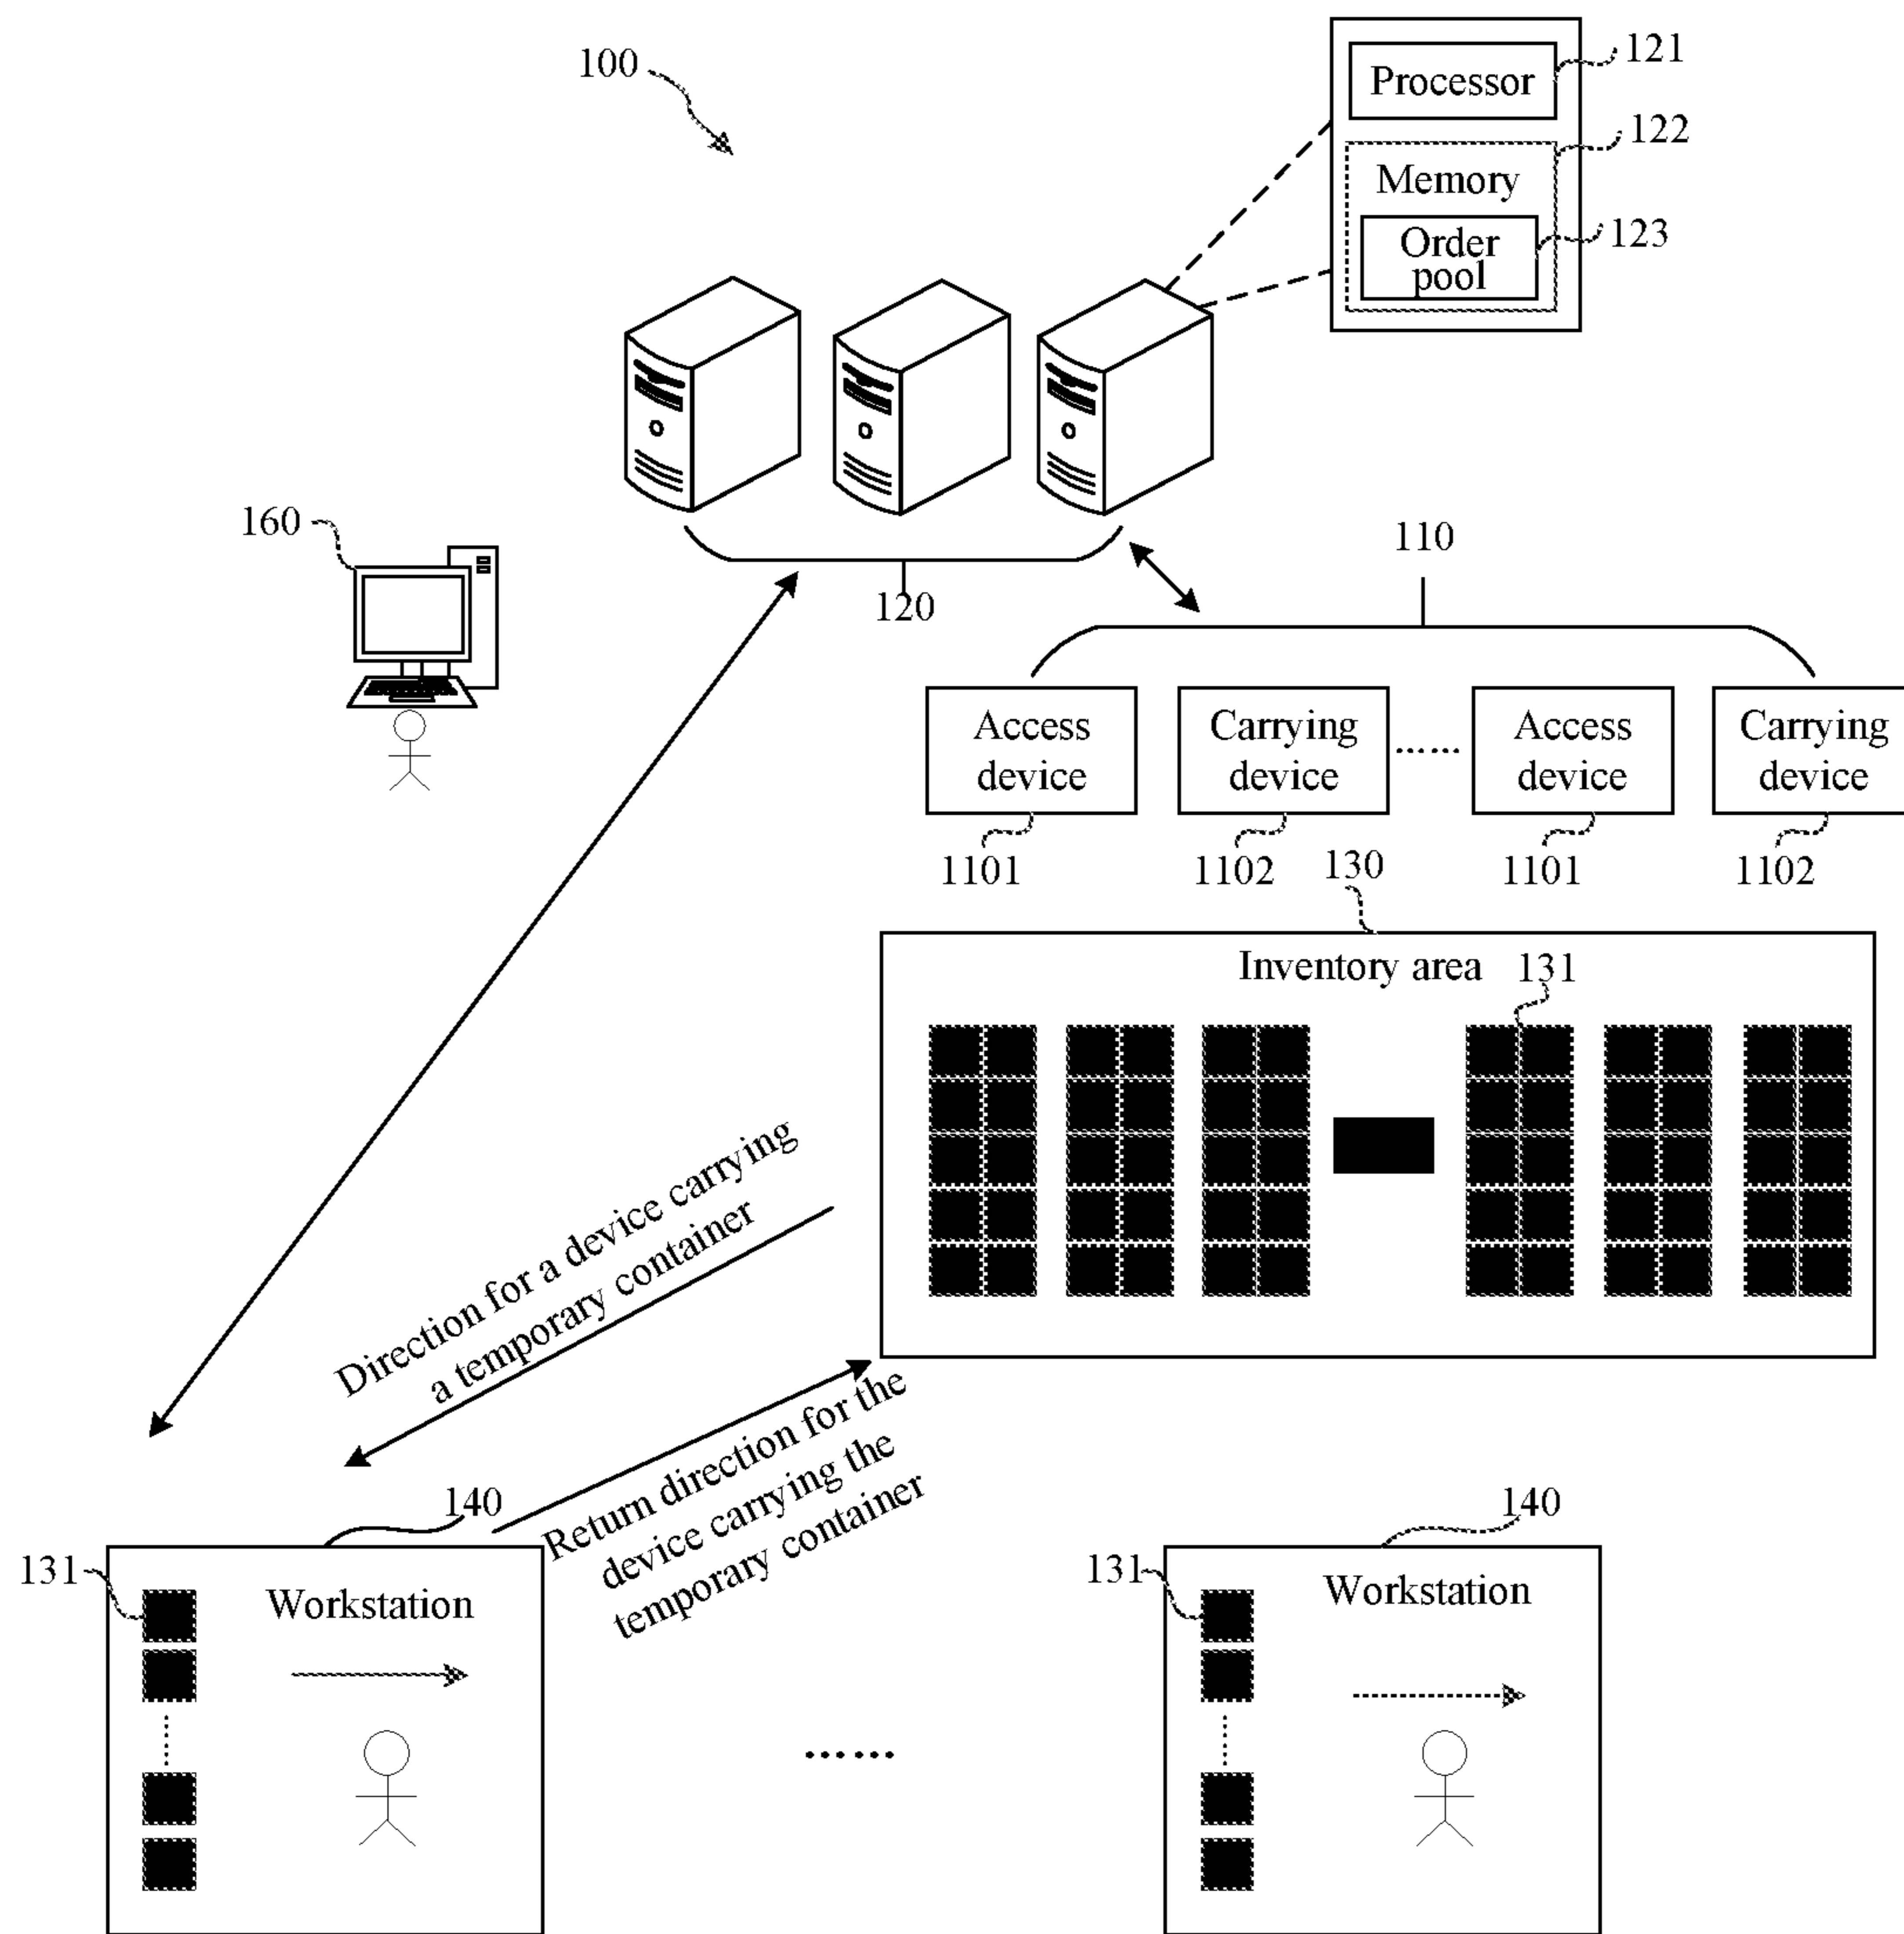 100
Processor
121
122
Memory
Order
pool
123
160
120
110
Access
device
Carrying
device
......
Access
device
Carrying
device
1101
1102
1101
1102
130
Inventory area
131
Direction for a device carrying
a temporary container
Return direction for the
device carrying the
temporary container
140
131
Workstation
......
140
131
Workstation